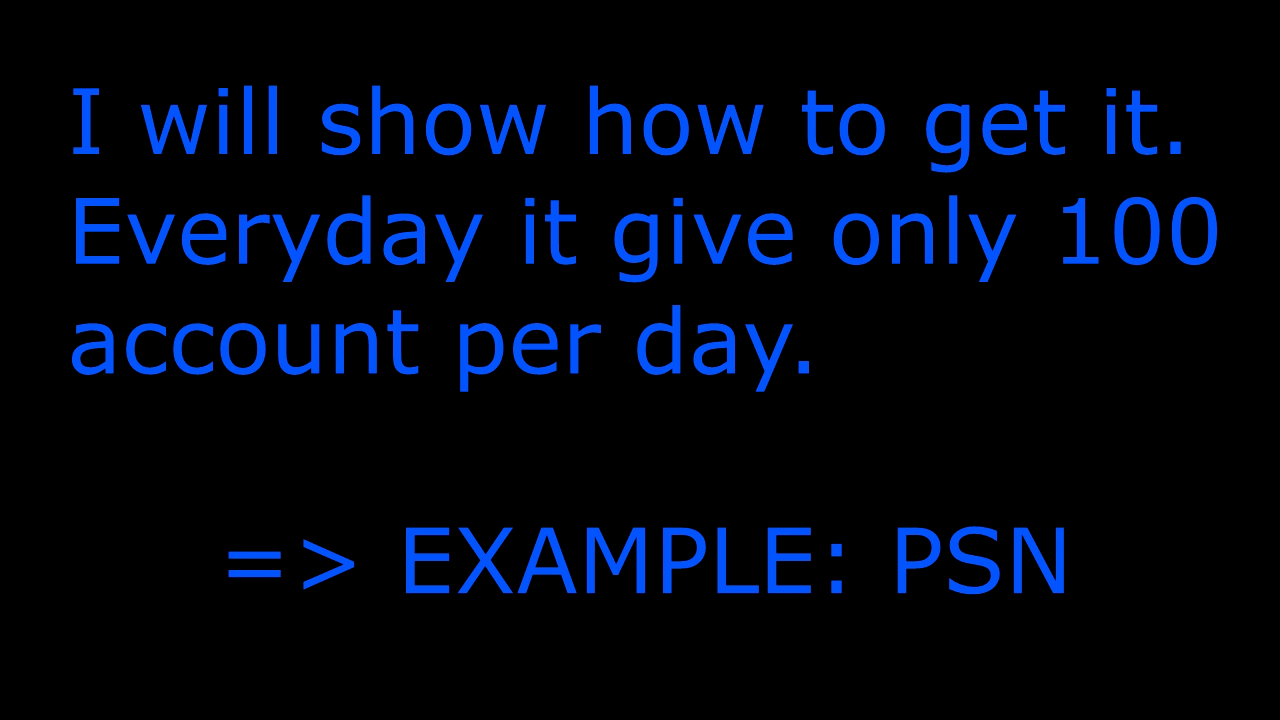 I will show how to get it.
Everyday it give only 100
account per day.
=> EXAMPLE: PSN